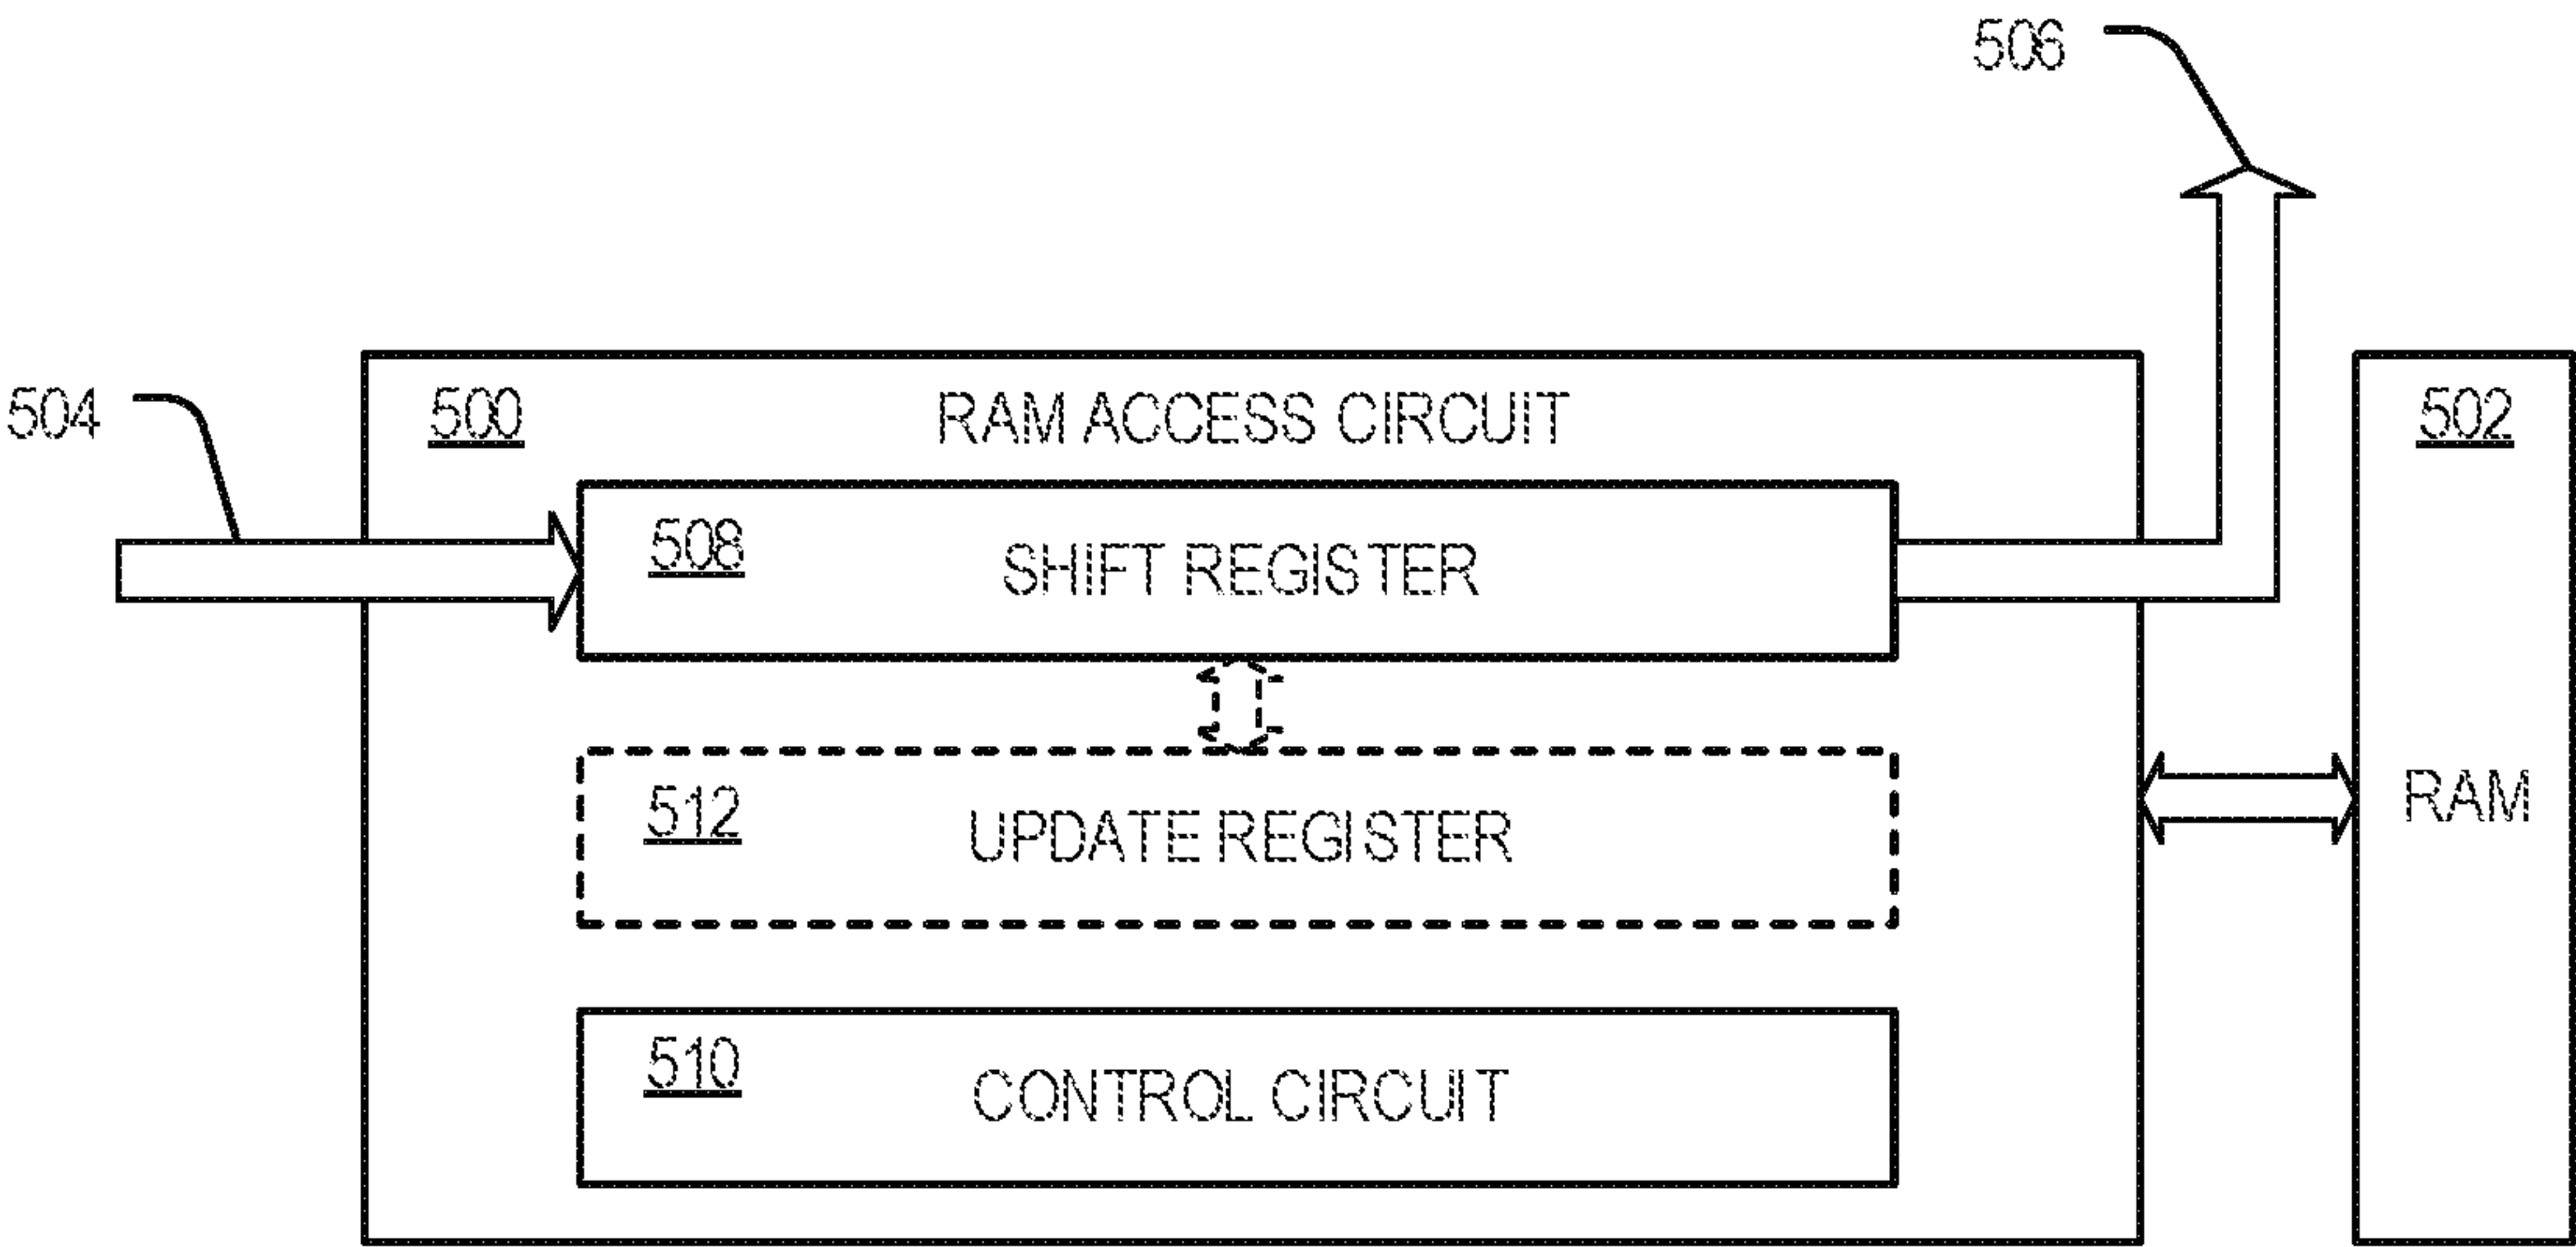 506
504
500
RAM ACCESS CIRCUIT
502
508
SHIFT REGISTER
512
UPDATE REGISTER
RAM
510
CONTROL CIRCUIT